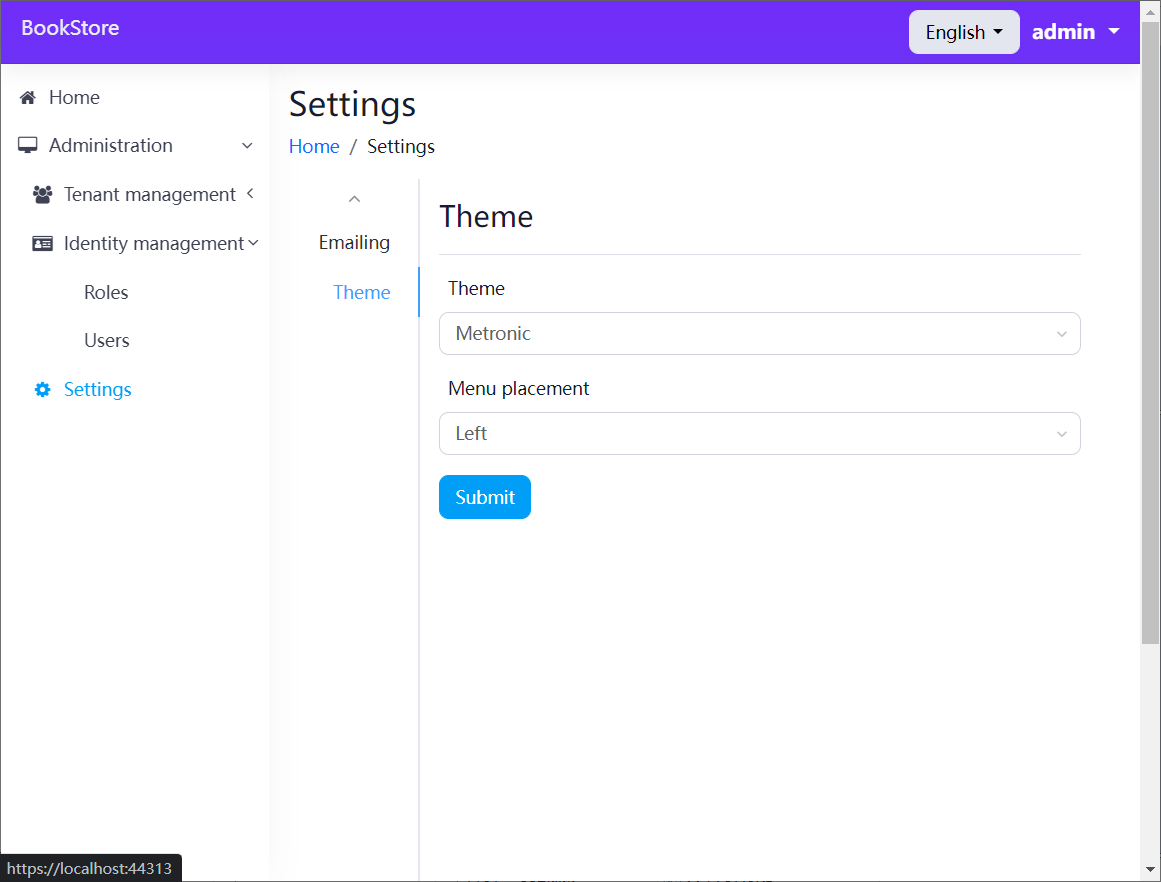 BookStore
English
admin
Home
Administration
Tenant management
Identity management
Roles
Users
Settings
Settings
Home / Settings
Emailing
Theme
Theme
Theme
Metronic
Menu placement
Left
Submit
https://localhost:44313